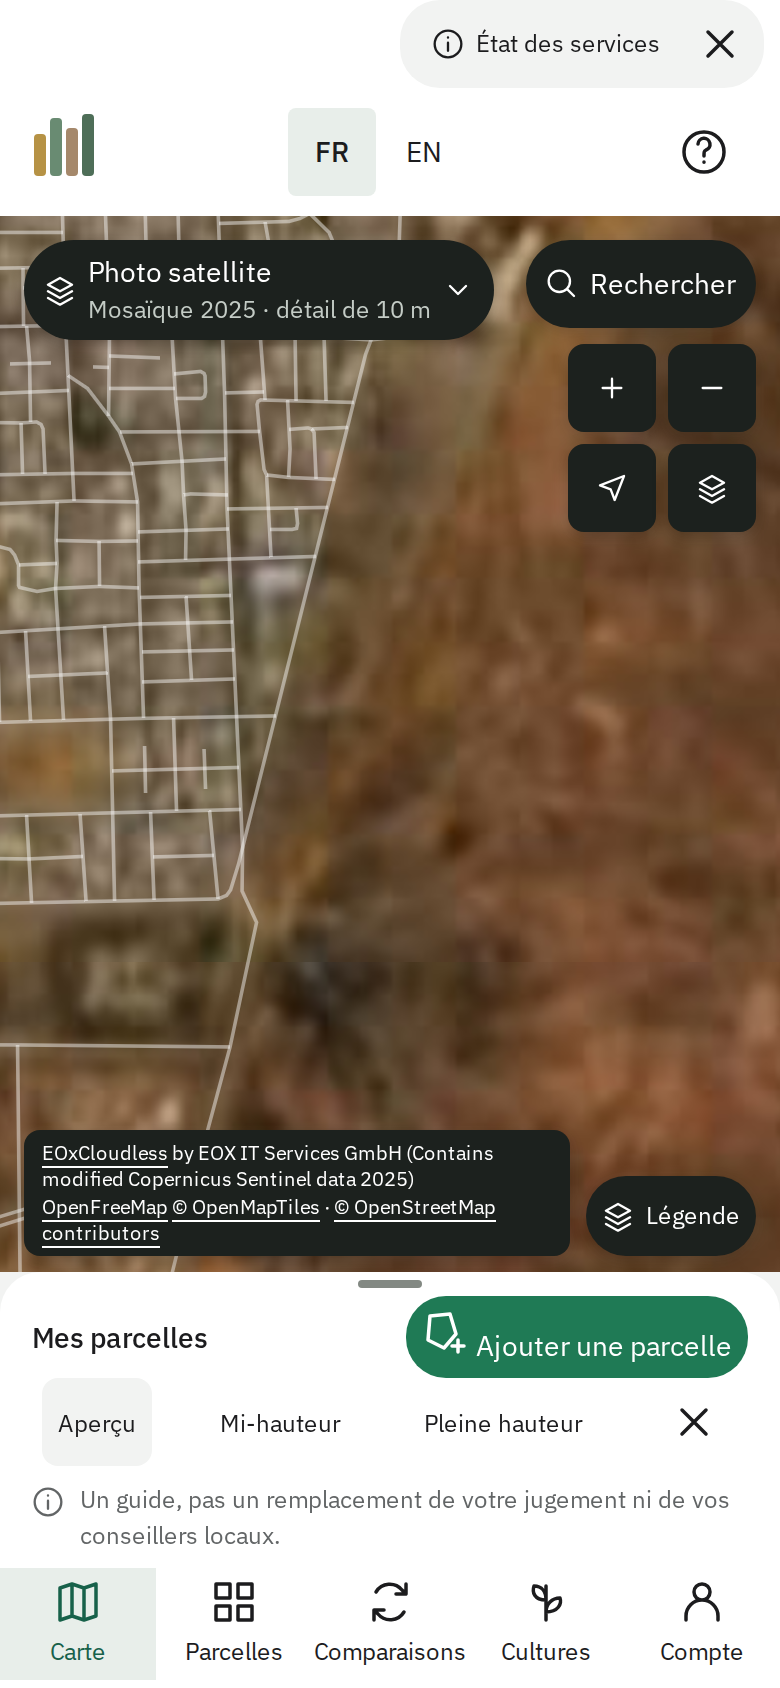 État des services
FR
EN
Photo satellite
Mosaïque 2025 · détail de 10 m
Rechercher
EOxCloudless by EOX IT Services GmbH (Contains
modified Copernicus Sentinel data 2025)
OpenFreeMap © OpenMapTiles · © OpenStreetMap
contributors
Légende
Mes parcelles
Ajouter une parcelle
Aperçu
Mi-hauteur
Pleine hauteur
Un guide, pas un remplacement de votre jugement ni de vos
conseillers locaux.
Carte
Parcelles
Comparaisons
Cultures
Compte